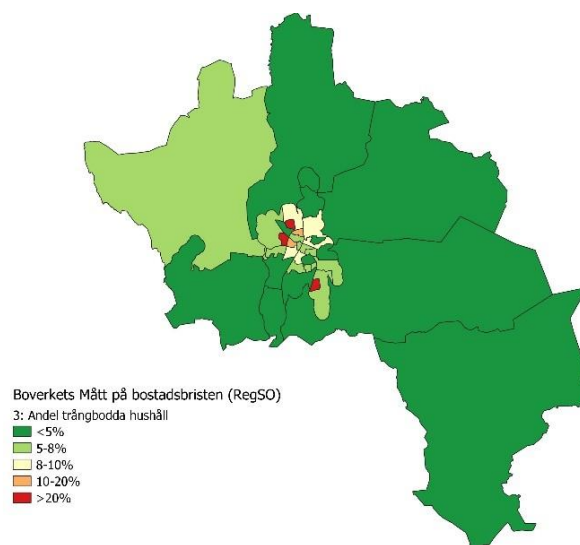 Boverkets Mått på bostadsbristen (RegSO)
3: Andel trångbodda hushåll
<5%
5-8%
8-10%
10-20%
>20%